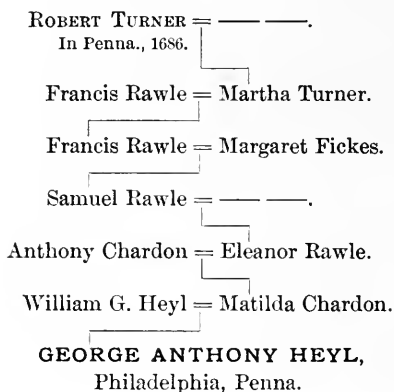 ROBERT TURNER = — —.
In Penna., 1686.
Francis Rawle = Martha Turner.
Francis Rawle = Margaret Fickes.
Samuel Rawle = — —.
Anthony Chardon = Eleanor Rawle.
William G. Heyl = Matilda Chardon.
GEORGE ANTHONY HEYL,
Philadelphia, Penna.